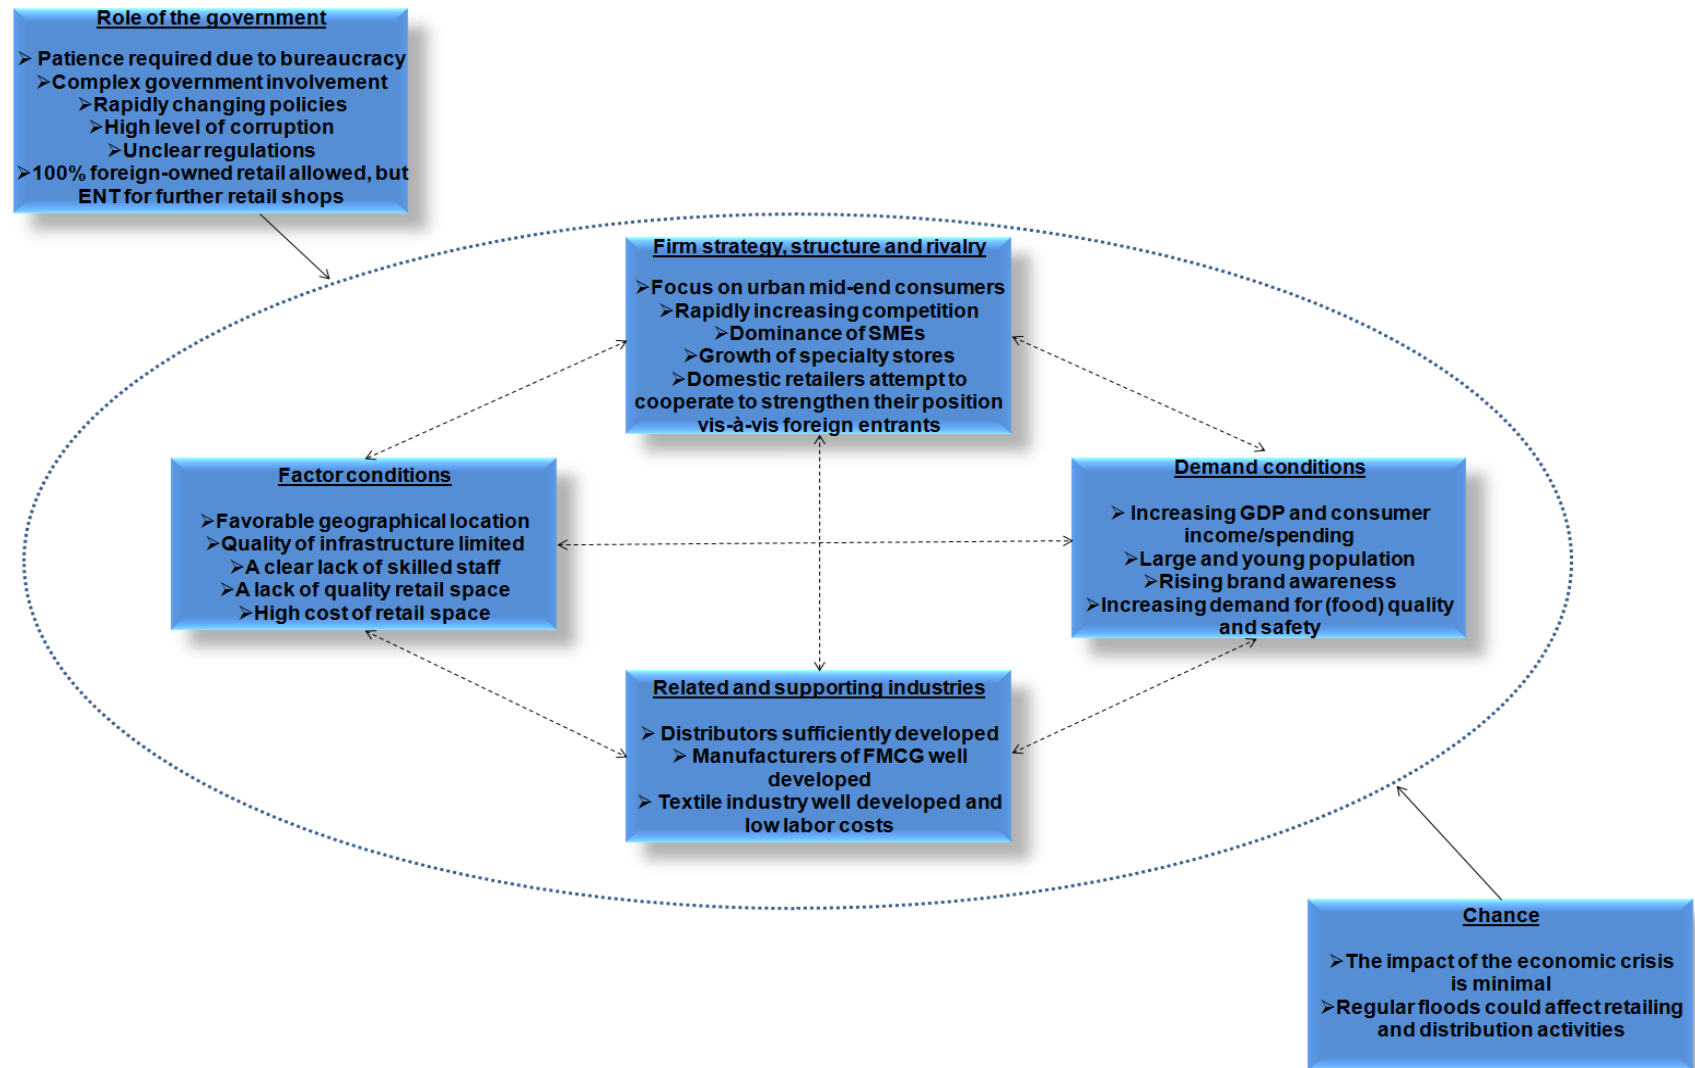 Role of the government
➢ Patience required due to bureaucracy
➢Complex government involvement
➢Rapidly changing policies
➢High level of corruption
➢Unclear regulations
➢100% foreign-owned retail allowed, but
ENT for further retail shops
Firm strategy, structure and rivalry
➢Focus on urban mid-end consumers
➢Rapidly increasing competition
➢Dominance of SMEs
➢Growth of specialty stores
➢Domestic retailers attempt to
cooperate to strengthen their position
vis-à-vis foreign entrants
Factor conditions
➢Favorable geographical location
➢Quality of infrastructure limited
➢A clear lack of skilled staff
➢A lack of quality retail space
➢High cost of retail space
Demand conditions
➢ Increasing GDP and consumer
income/spending
➢Large and young population
➢Rising brand awareness
➢Increasing demand for (food) quality
and safety
Related and supporting industries
➢ Distributors sufficiently developed
➢ Manufacturers of FMCG well
developed
➢ Textile industry well developed and
low labor costs
Chance
➢The impact of the economic crisis
is minimal
➢Regular floods could affect retailing
and distribution activities